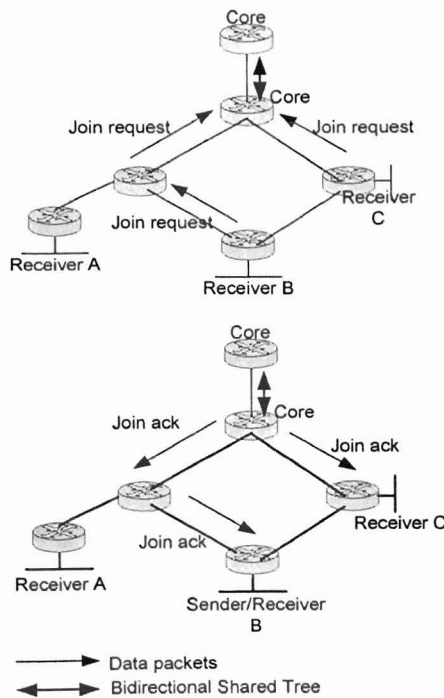 Core
Core
Join request
Join request
Receiver
C
Join request
Receiver A
Receiver B
Core
Core
Join ack
Join ack
Receiver C
Join ack
Receiver A
Sender/Receiver
B
Data packets
Bidirectional Shared Tree